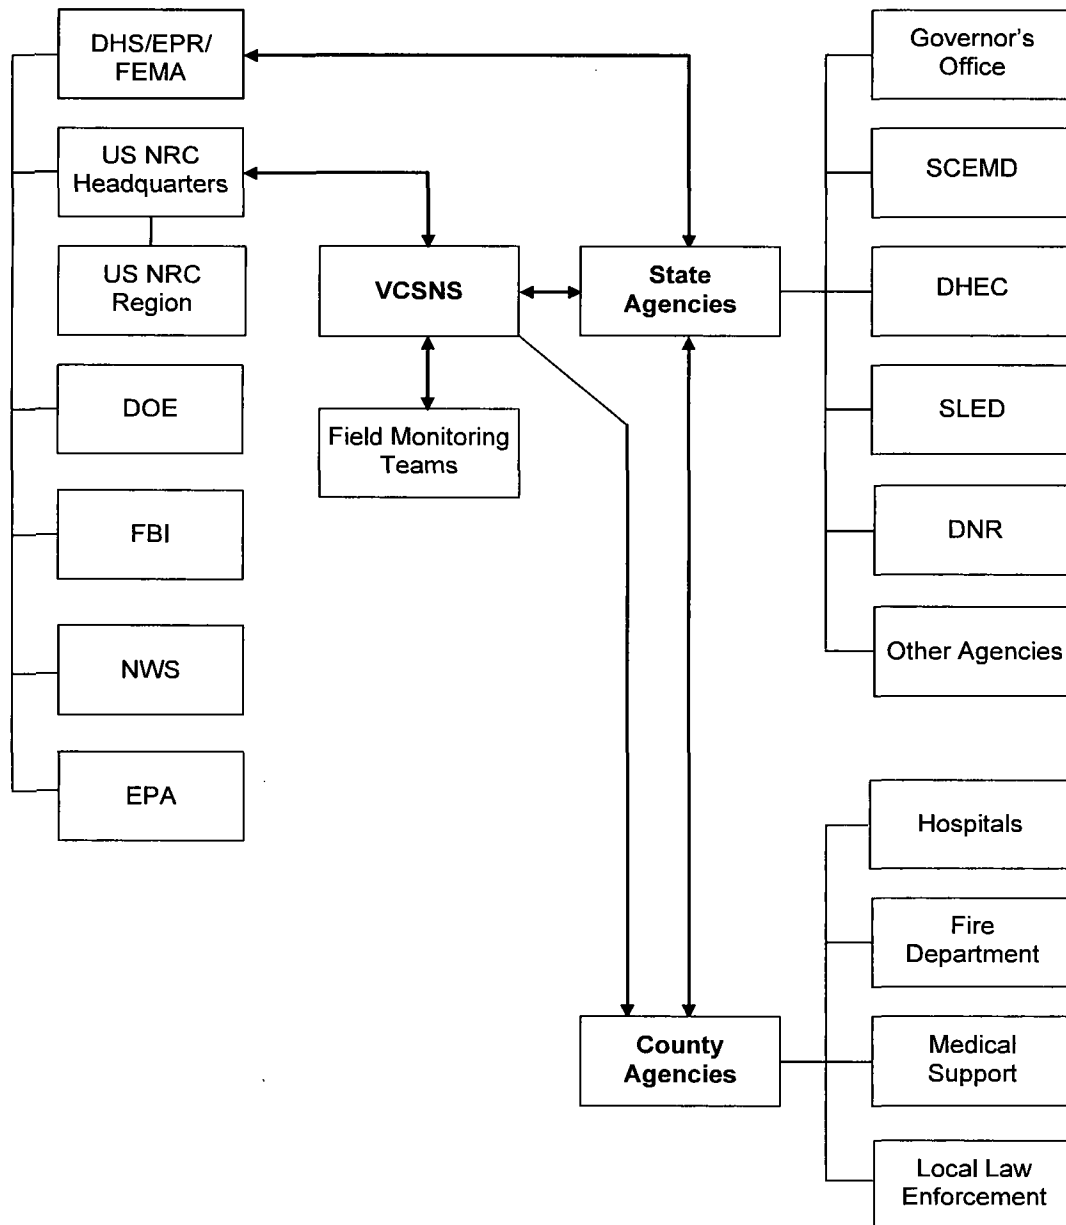 DHS/EPR/
FEMA
US NRC
Headquarters
US NRC
Region
DOE
FBI
NWS
EPA
VCSNS
Field Monitoring
Teams
State
Agencies
County
Agencies
Governor's
Office
SCEMD
DHEC
SLED
DNR
Other Agencies
Hospitals
Fire
Department
Medical
Support
Local Law
Enforcement